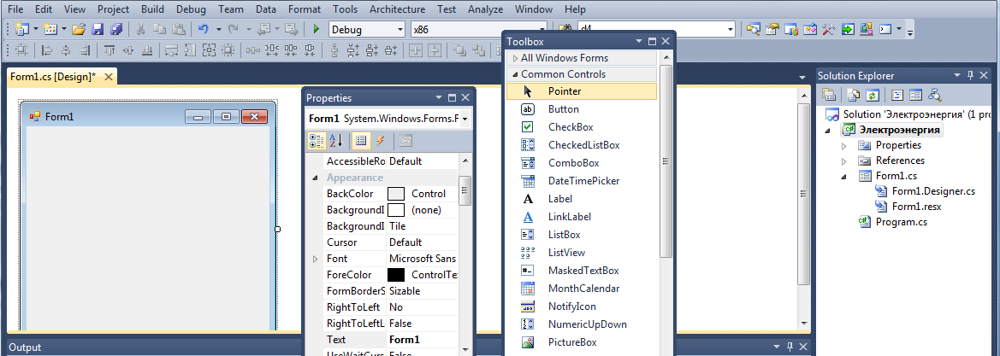 File Edit View Project Build Debug Team Data Format Tools Architecture Test Analyze Window Help
Debug x86 d4
Form1.cs [Design]*
Form1
Properties
Form1 System.Windows.Forms.F
AccessibleRo Default
Appearance
BackColor Control
BackgroundI (none)
BackgroundI Tile
Cursor Default
Font Microsoft Sans
ForeColor ControlTe
FormBorderS Sizable
RightToLeft No
RightToLeftL False
Text Form1
UseWaitCurs False
Toolbox
All Windows Forms
Common Controls
Pointer
Button
CheckBox
CheckedListBox
ComboBox
DateTimePicker
Label
LinkLabel
ListBox
ListView
MaskedTextBox
MonthCalendar
NotifyIcon
NumericUpDown
PictureBox
Solution Explorer
Solution 'Электроэнергия' (1 pro
Электроэнергия
Properties
References
Form1.cs
Form1.Designer.cs
Form1.resx
Program.cs
Output